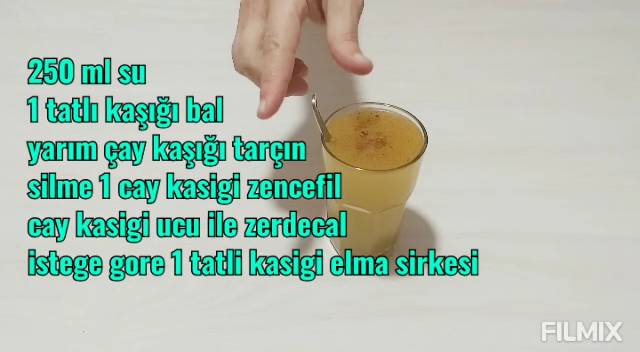 250 ml su
1 tatlı kaşığı bal
yarım çay kaşığı tarçın
silme 1 cay kasigi zencefil
cay kasigi ucu ile zerdecal
istege gore 1 tatli kasigi elma sirkesi
FILMIX